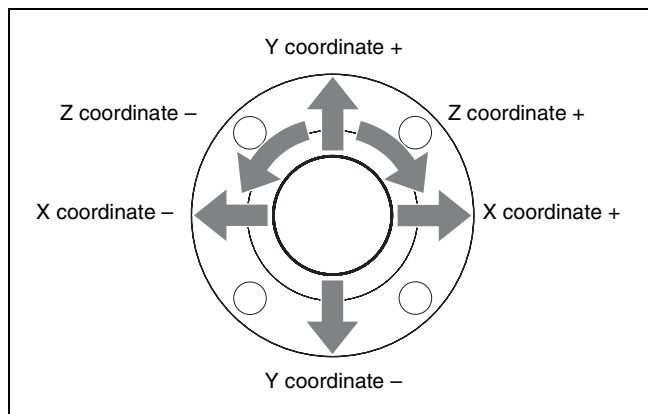 Y coordinate +
Z coordinate –
Z coordinate +
X coordinate –
X coordinate +
Y coordinate –